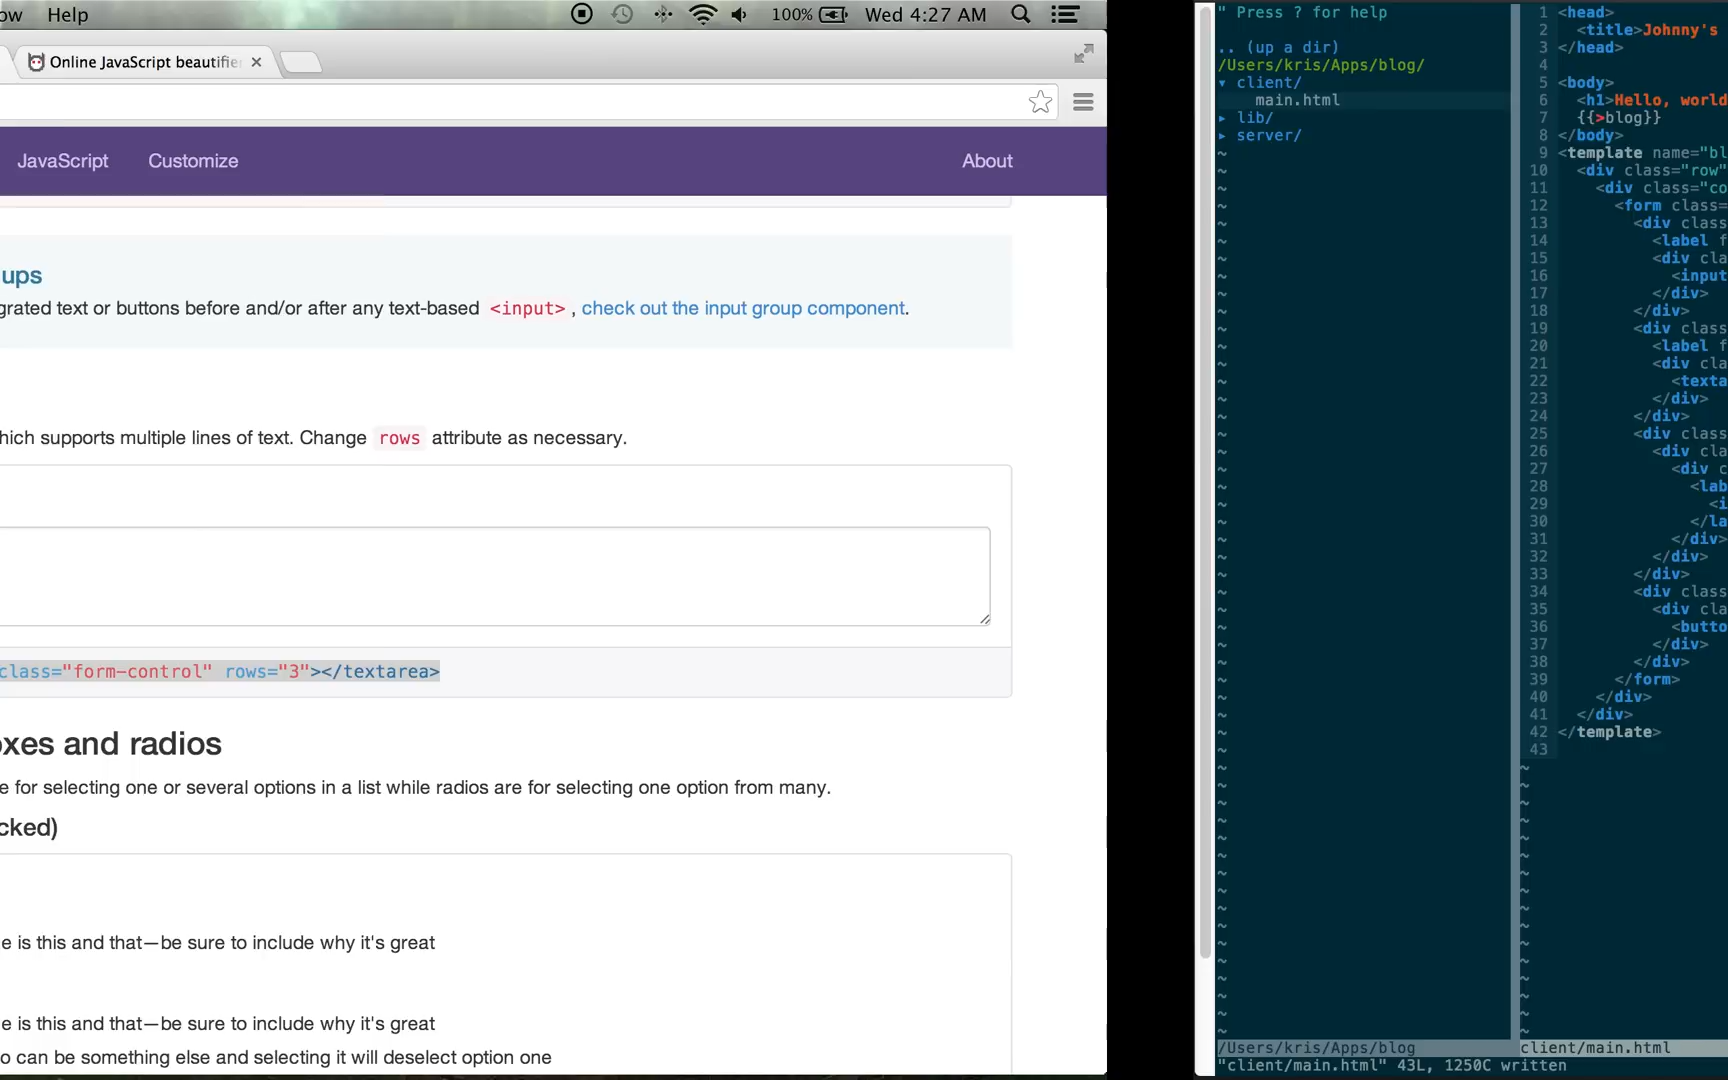 ow Help 100% Wed 4:27 AM
Online JavaScript beautifie
JavaScript Customize About
ups
grated text or buttons before and/or after any text-based <input> , check out the input group component.
hich supports multiple lines of text. Change rows attribute as necessary.
class="form-control" rows="3"></textarea>
oxes and radios
e for selecting one or several options in a list while radios are for selecting one option from many.
cked)
e is this and that—be sure to include why it's great
e is this and that—be sure to include why it's great
o can be something else and selecting it will deselect option one
" Press ? for help
.. (up a dir)
/Users/kris/Apps/blog/
▾ client/
main.html
▸ lib/
▸ server/
/Users/kris/Apps/blog
1 <head>
2 <title>Johnny's
3 </head>
4
5 <body>
6 <h1>Hello, world
7 {{>blog}}
8 </body>
9 <template name="bl
10 <div class="row"
11 <div class="co
12 <form class=
13 <div class
14 <label f
15 <div cla
16 <input
17 </div>
18 </div>
19 <div class
20 <label f
21 <div cla
22 <texta
23 </div>
24 </div>
25 <div class
26 <div cla
27 <div c
28 <lab
29 <i
30 </la
31 </div>
32 </div>
33 </div>
34 <div class
35 <div cla
36 <butto
37 </div>
38 </div>
39 </form>
40 </div>
41 </div>
42 </template>
43
client/main.html
"client/main.html" 43L, 1250C written